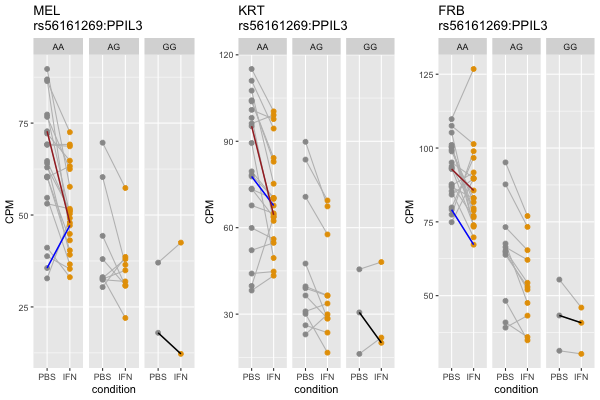 MEL
rs56161269:PPIL3
AA AG GG
CPM
75
50
25
PBS IFN PBS IFN PBS IFN
condition
KRT
rs56161269:PPIL3
AA AG GG
CPM
120
90
60
30
PBS IFN PBS IFN PBS IFN
condition
FRB
rs56161269:PPIL3
AA AG GG
CPM
125
100
75
50
PBS IFN PBS IFN PBS IFN
condition